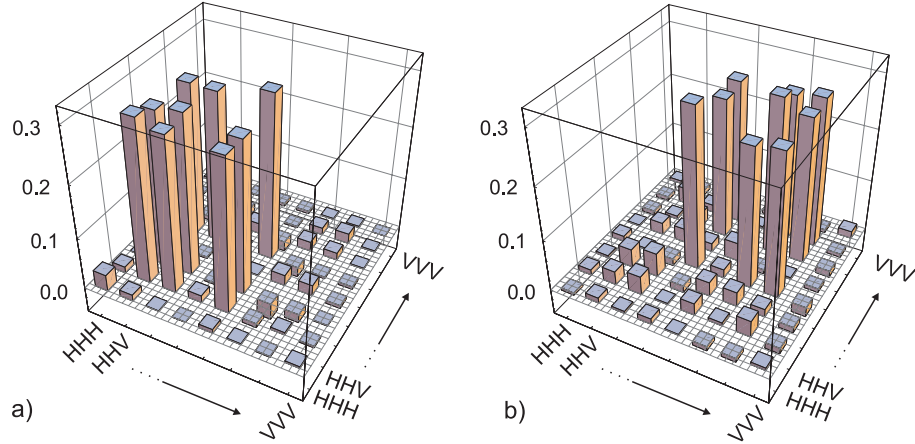 0.3
0.2
0.1
0.0
HHH
HHV
.....
VVV
HHH
HHV
.....
VVV
a)
0.3
0.2
0.1
0.0
HHH
HHV
.....
VVV
HHH
HHV
.....
VVV
b)